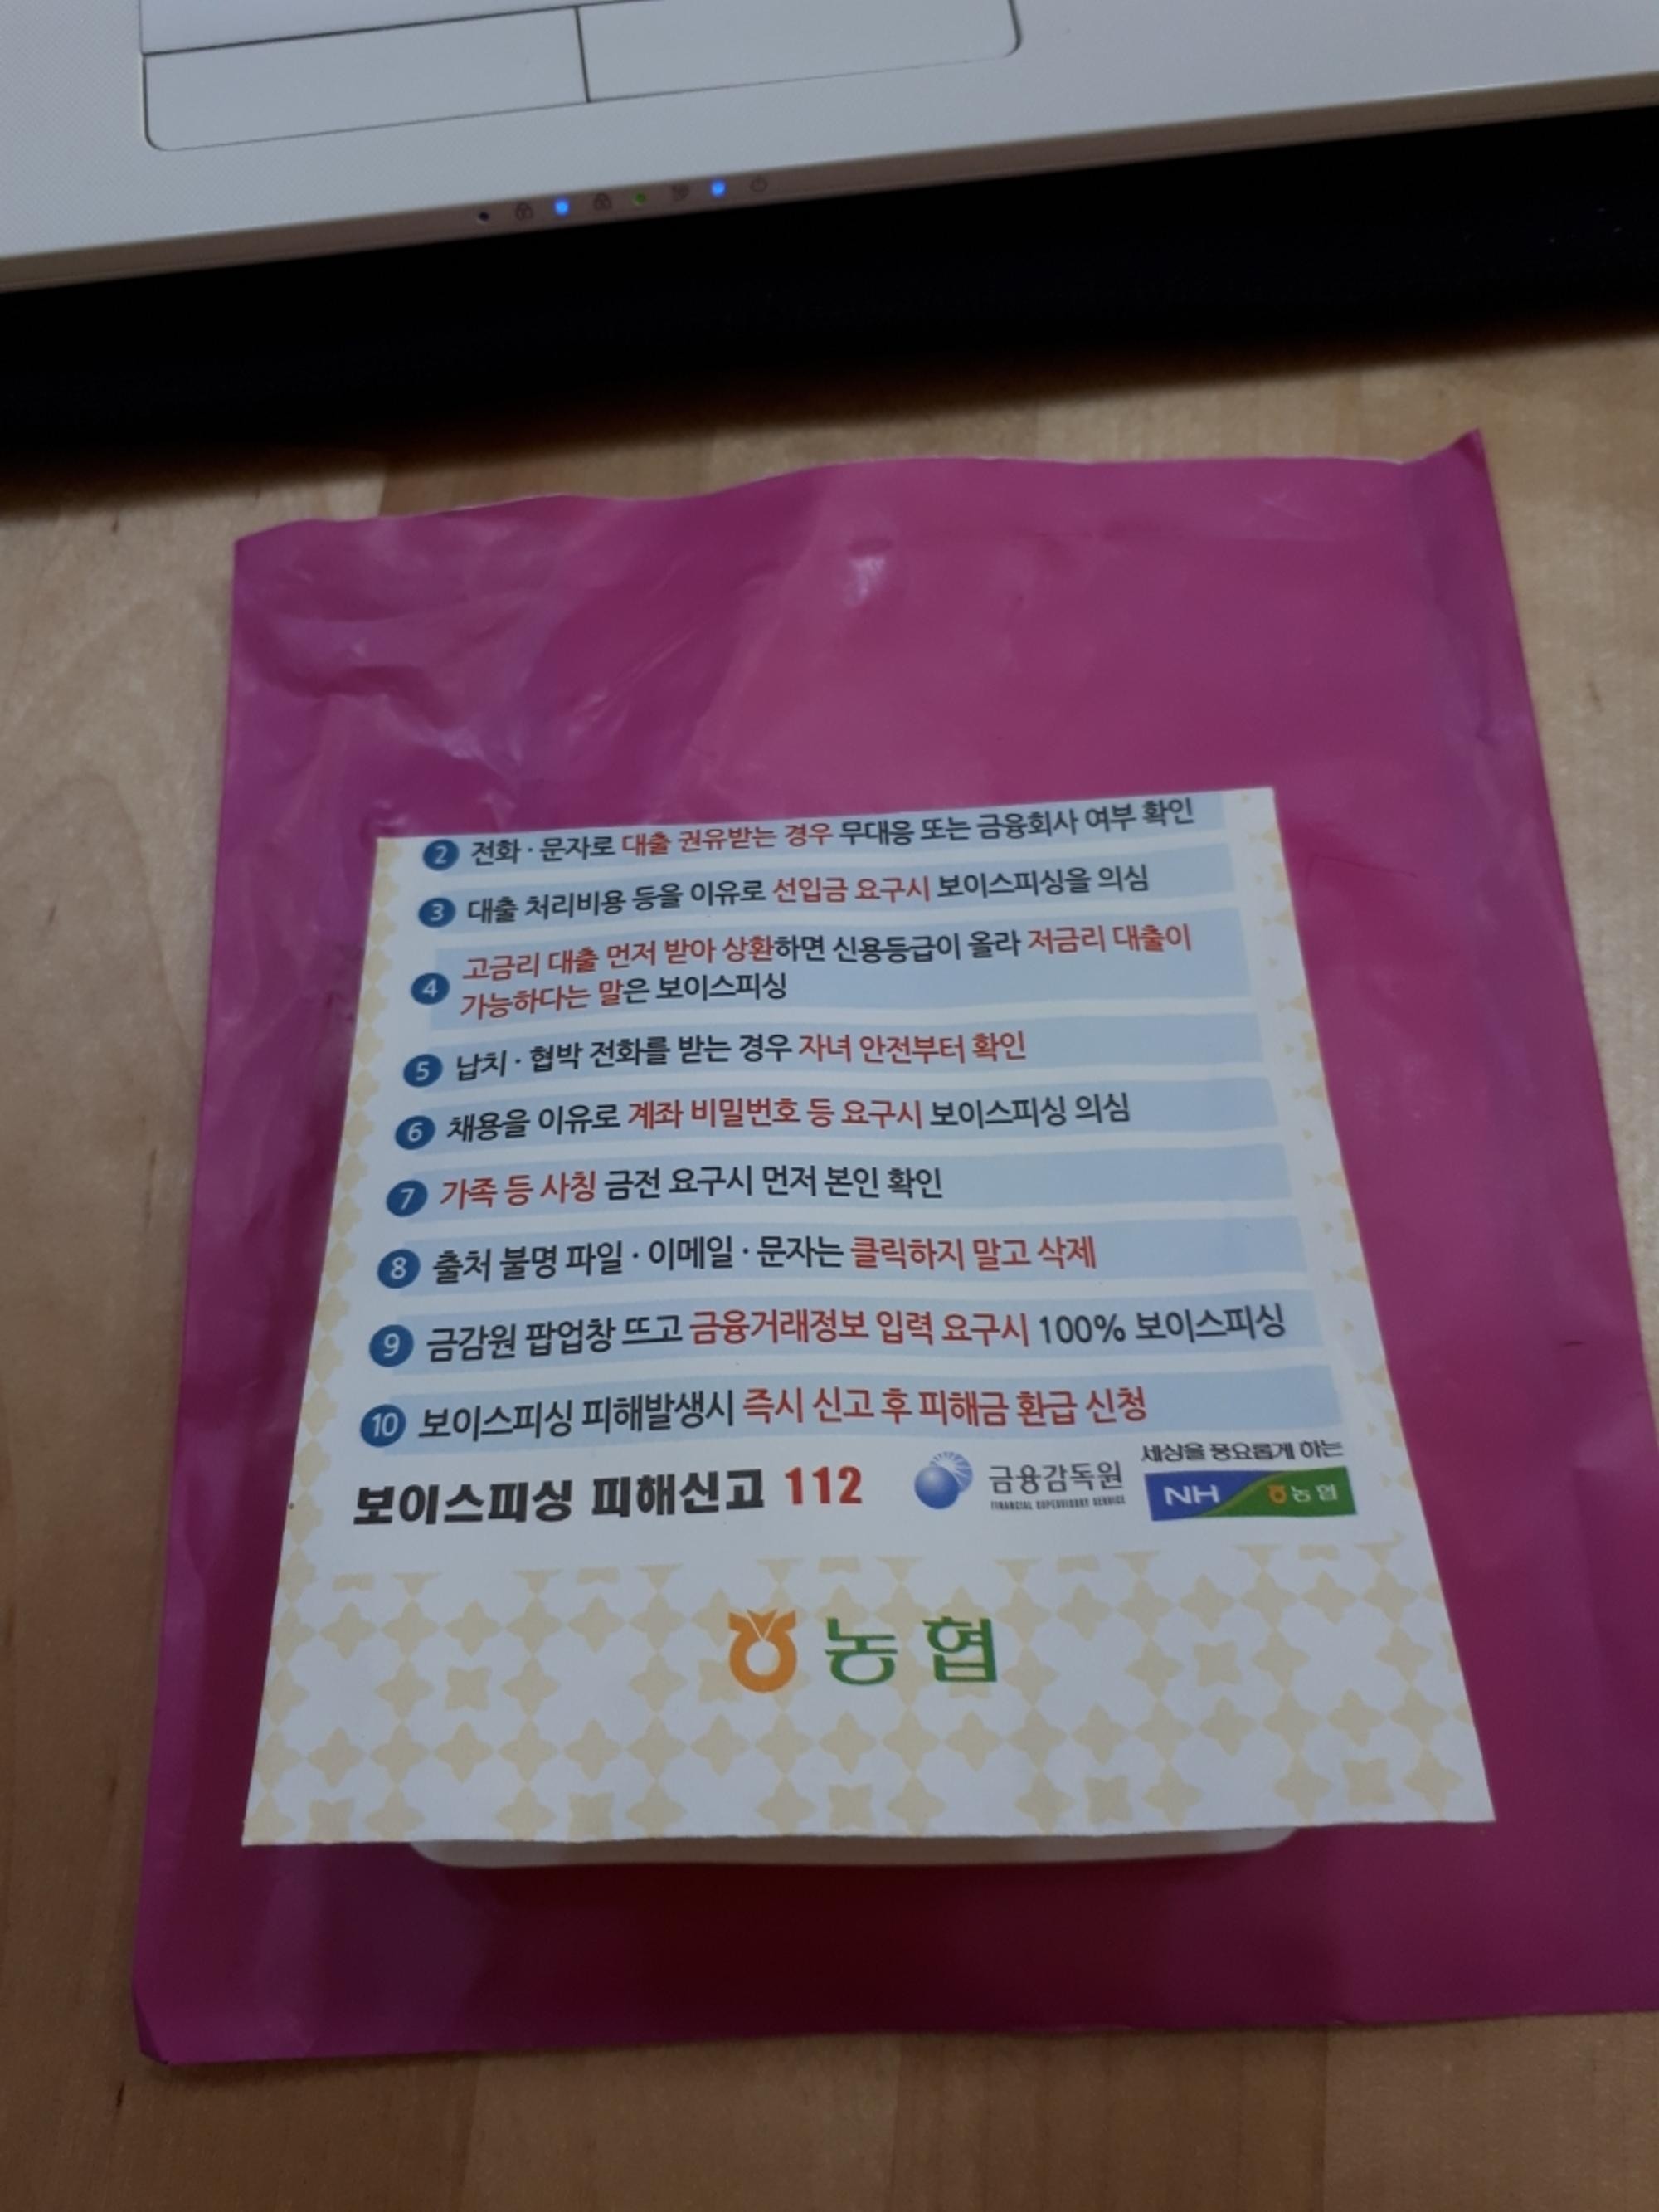 2 전화·문자로 대출 권유받는 경우 무대응 또는 금융회사 여부 확인
3 대출 처리비용 등을 이유로 선입금 요구시 보이스피싱을 의심
4 고금리 대출 먼저 받아 상환하면 신용등급이 올라 저금리 대출이
가능하다는 말은 보이스피싱
5 납치·협박 전화를 받는 경우 자녀 안전부터 확인
6 채용을 이유로 계좌 비밀번호 등 요구시 보이스피싱 의심
7 가족 등 사칭 금전 요구시 먼저 본인 확인
8 출처 불명 파일·이메일·문자는 클릭하지 말고 삭제
9 금감원 팝업창 뜨고 금융거래정보 입력 요구시 100% 보이스피싱
10 보이스피싱 피해발생시 즉시 신고 후 피해금 환급 신청
보이스피싱 피해신고 112
금융감독원
FINANCIAL SUPERVISORY SERVICE
세상을 풍요롭게 하는
NH 농협
농협